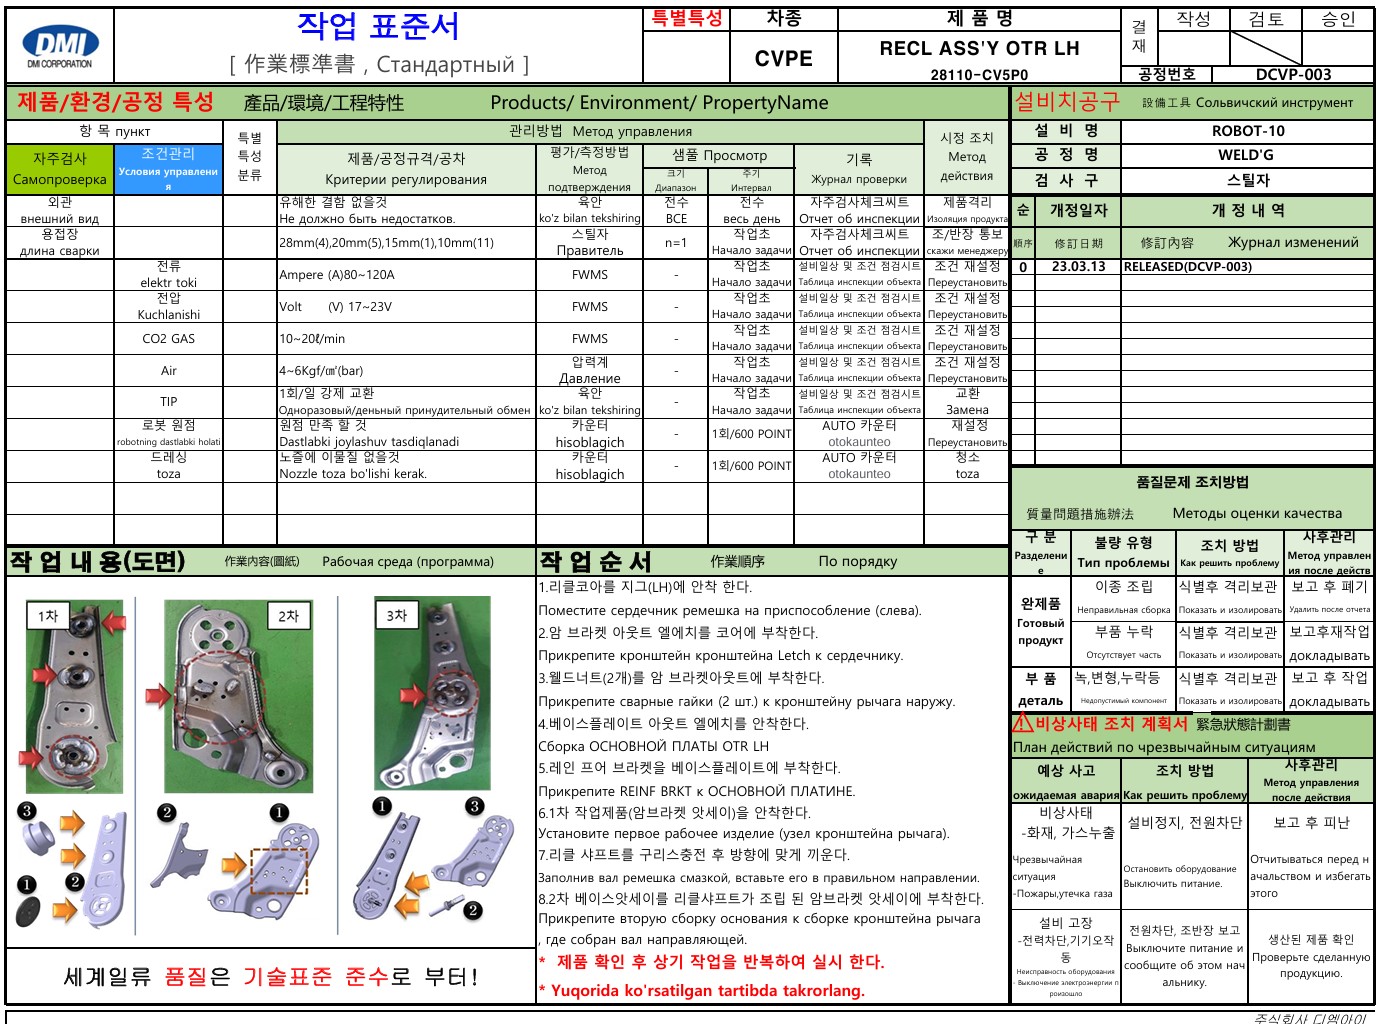 DMI
DMI CORPORATION
작업 표준서
[ 作業標準書 , Стандартный ]
특별특성
차종
CVPE
제 품 명
RECL ASS'Y OTR LH
28110-CV5P0
결재
작성
검토
승인
공정번호
DCVP-003
제품/환경/공정 특성 產品/環境/工程特性 Products/ Environment/ PropertyName
항 목 пункт
특별 특성 분류
관리방법 Метод управления
시정 조치 Метод действия
자주검사 Самопроверка
조건관리 Условия управления
제품/공정규격/공차 Критерии регулирования
평가/측정방법 Метод подтверждения
샘풀 Просмотр
크기 Диапазон
주기 Интервал
기록 Журнал проверки
외관 внешний вид
유해한 결함 없을것
Не должно быть недостатков.
육안 ko'z bilan tekshiring
전수 ВСЕ
전수 весь день
자주검사체크씨트 Отчет об инспекции
제품격리 Изоляция продукта
용접장 длина сварки
28mm(4),20mm(5),15mm(1),10mm(11)
스틸자 Правитель
n=1
작업초 Начало задачи
자주검사체크씨트 Отчет об инспекции
조/반장 통보 скажи менеджеру
전류 elektr toki
Ampere (A)80~120A
FWMS
-
작업초 Начало задачи
설비일상 및 조건 점검시트 Таблица инспекции объекта
조건 재설정 Переустановить
전압 Kuchlanishi
Volt (V) 17~23V
FWMS
-
작업초 Начало задачи
설비일상 및 조건 점검시트 Таблица инспекции объекта
조건 재설정 Переустановить
CO2 GAS
10~20ℓ/min
FWMS
-
작업초 Начало задачи
설비일상 및 조건 점검시트 Таблица инспекции объекта
조건 재설정 Переустановить
Air
4~6Kgf/㎠(bar)
압력계 Давление
-
작업초 Начало задачи
설비일상 및 조건 점검시트 Таблица инспекции объекта
조건 재설정 Переустановить
TIP
1회/일 강제 교환
Одноразовый/деньный принудительный обмен
육안 ko'z bilan tekshiring
-
작업초 Начало задачи
설비일상 및 조건 점검시트 Таблица инспекции объекта
교환 Замена
로봇 원점 robotning dastlabki holati
원점 만족 할 것
Dastlabki joylashuv tasdiqlanadi
카운터 hisoblagich
-
1회/600 POINT
AUTO 카운터 otokaunteo
재설정 Переустановить
드레싱 toza
노즐에 이물질 없을것
Nozzle toza bo'lishi kerak.
카운터 hisoblagich
-
1회/600 POINT
AUTO 카운터 otokaunteo
청소 toza
설비치공구 設備工具 Сольвичский инструмент
설 비 명 ROBOT-10
공 정 명 WELD'G
검 사 구 스틸자
순 개정일자 개 정 내 역
順序 修訂日期 修訂內容 Журнал изменений
0 23.03.13 RELEASED(DCVP-003)
품질문제 조치방법
質量問題措施辦法 Методы оценки качества
구 분 Разделение
불량 유형 Тип проблемы
조치 방법 Как решить проблему
사후관리 Метод управления после действ
완제품 Готовый продукт
이종 조립 Неправильная сборка
식별후 격리보관 Показать и изолировать
보고 후 폐기 Удалить после отчета
부품 누락 Отсутствует часть
식별후 격리보관 Показать и изолировать
보고후재작업 докладывать
부 품 деталь
녹,변형,누락등 Недопустимый компонент
식별후 격리보관 Показать и изолировать
보고 후 작업 докладывать
비상사태 조치 계획서 緊急狀態計劃書
План действий по чрезвычайным ситуациям
예상 사고 ожидаемая авария
조치 방법 Как решить проблему
사후관리 Метод управления после действия
비상사태
-화재, 가스누출
Чрезвычайная
ситуация
-Пожары,утечка газа
설비정지, 전원차단
Остановить оборудование
Выключить питание.
보고 후 피난
Отчитываться перед н
ачальством и избегать
этого
설비 고장
-전력차단,기기오작
동
Неисправность оборудования
- Выключение электроэнергии п
роизошло
전원차단, 조반장 보고
Выключите питание и
сообщите об этом нач
альнику.
생산된 제품 확인
Проверьте сделанную
продукцию.
작 업 내 용(도면) 作業內容(圖紙) Рабочая среда (программа)
1차
2차
3차
3
1
2
2
1
1
3
2
세계일류 품질은 기술표준 준수로 부터!
작 업 순 서 作業順序 По порядку
1.리클코아를 지그(LH)에 안착 한다.
Поместите сердечник ремешка на приспособление (слева).
2.암 브라켓 아웃트 엘에치를 코어에 부착한다.
Прикрепите кронштейн кронштейна Letch к сердечнику.
3.웰드너트(2개)를 암 브라켓아웃트에 부착한다.
Прикрепите сварные гайки (2 шт.) к кронштейну рычага наружу.
4.베이스플레이트 아웃트 엘에치를 안착한다.
Сборка ОСНОВНОЙ ПЛАТЫ OTR LH
5.레인 프어 브라켓을 베이스플레이트에 부착한다.
Прикрепите REINF BRKT к ОСНОВНОЙ ПЛАТИНЕ.
6.1차 작업제품(암브라켓 앗세이)을 안착한다.
Установите первое рабочее изделие (узел кронштейна рычага).
7.리클 샤프트를 구리스충전 후 방향에 맞게 끼운다.
Заполнив вал ремешка смазкой, вставьте его в правильном направлении.
8.2차 베이스앗세이를 리클샤프트가 조립 된 암브라켓 앗세이에 부착한다.
Прикрепите вторую сборку основания к сборке кронштейна рычага
, где собран вал направляющей.
* 제품 확인 후 상기 작업을 반복하여 실시 한다.
* Yuqorida ko'rsatilgan tartibda takrorlang.
주식회사 디엠아이